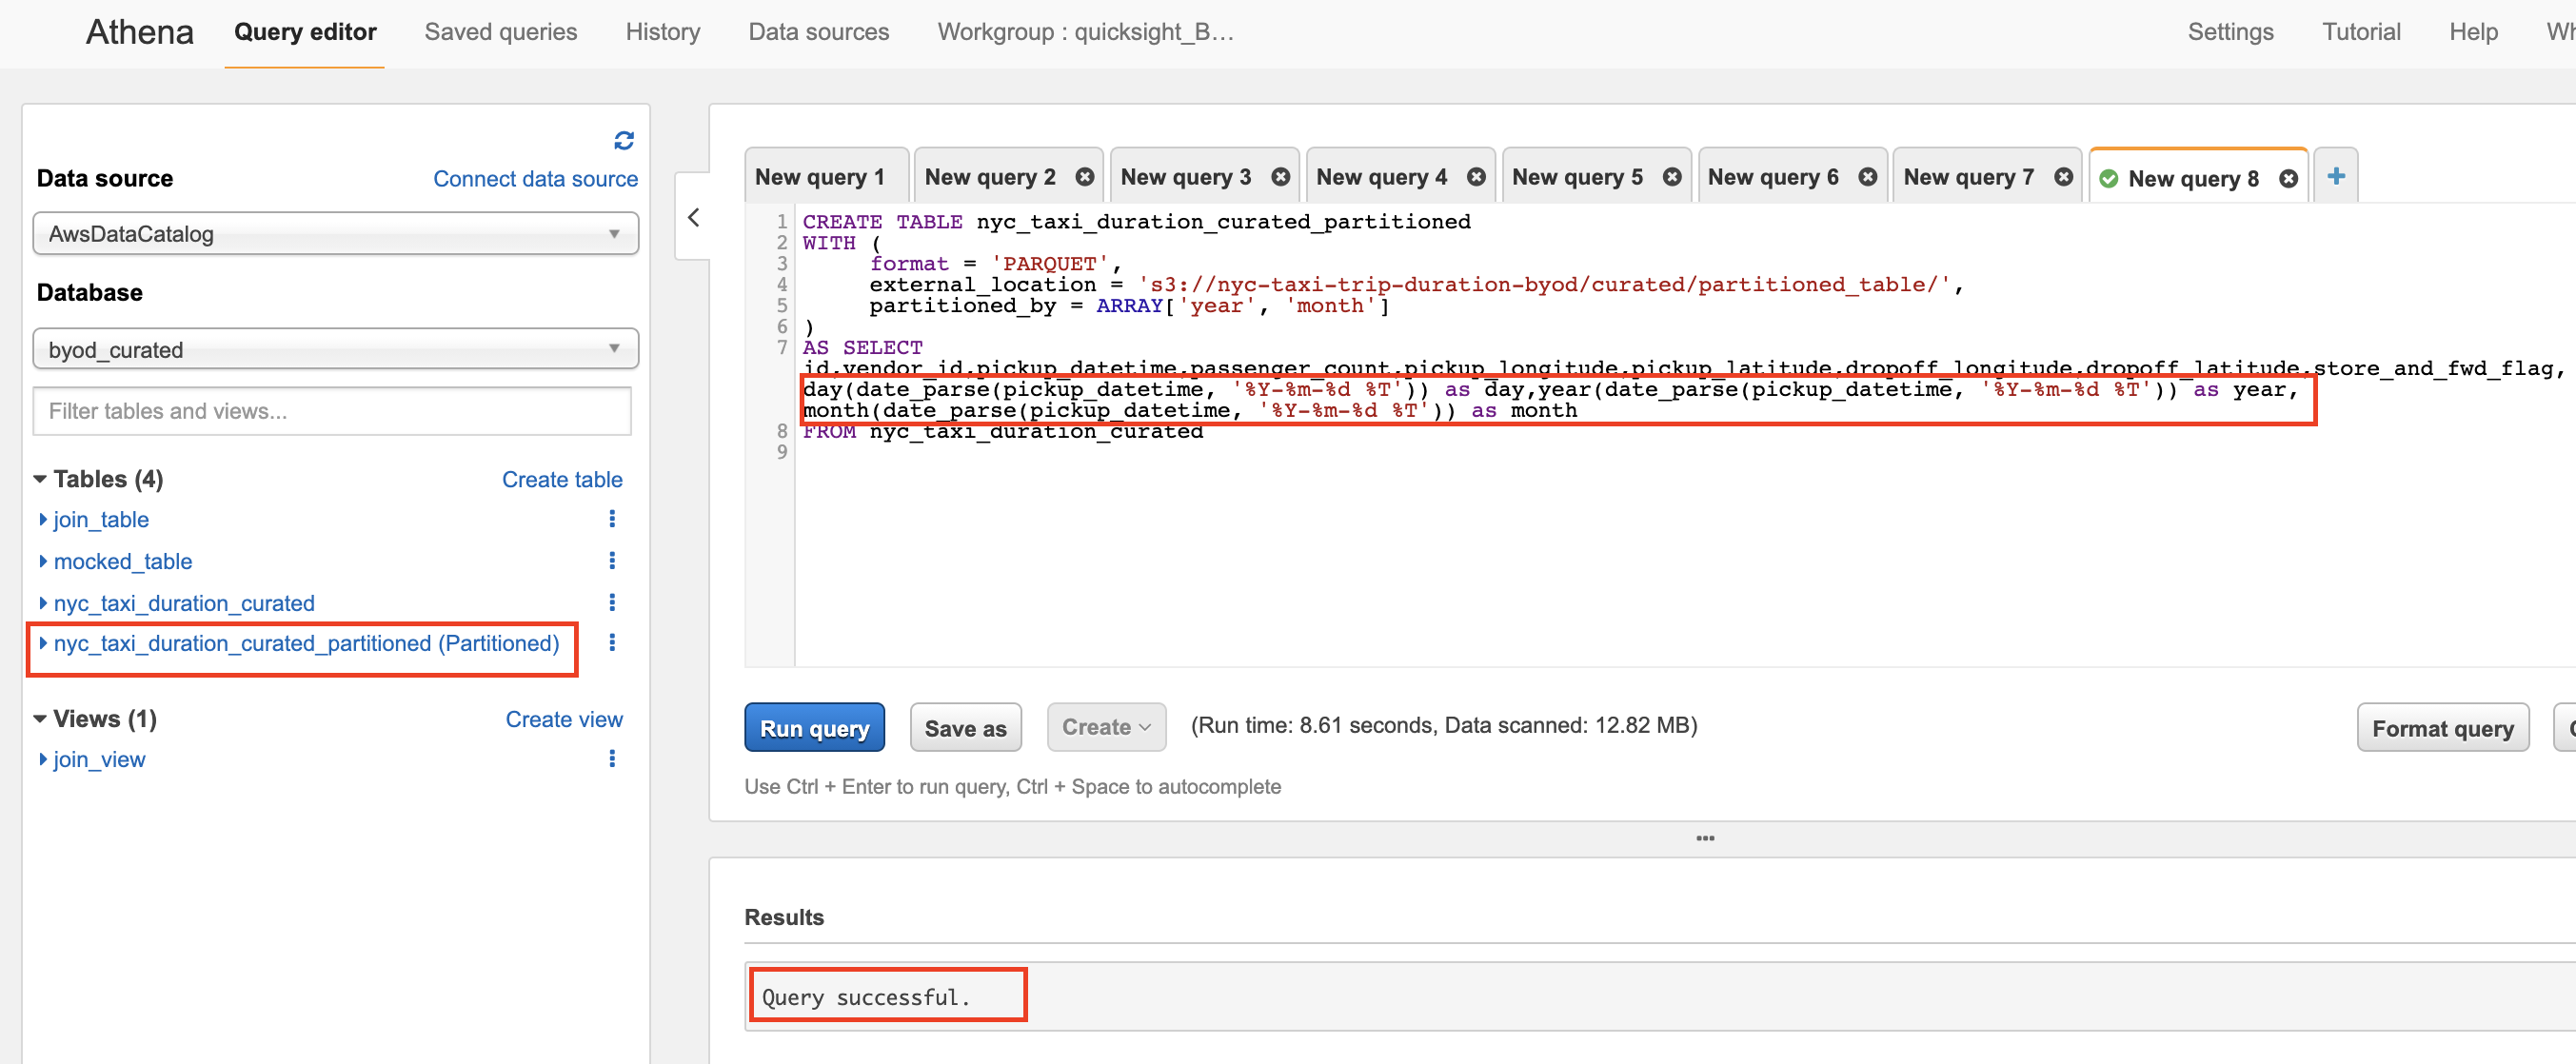 Athena Query editor Saved queries History Data sources Workgroup : quicksight_B... Settings Tutorial Help Wh
Data source Connect data source
AwsDataCatalog
Database
byod_curated
Filter tables and views...
Tables (4) Create table
join_table
mocked_table
nyc_taxi_duration_curated
nyc_taxi_duration_curated_partitioned (Partitioned)
Views (1) Create view
join_view
New query 1 New query 2 New query 3 New query 4 New query 5 New query 6 New query 7 New query 8
1 CREATE TABLE nyc_taxi_duration_curated_partitioned
2 WITH (
3 format = 'PARQUET',
4 external_location = 's3://nyc-taxi-trip-duration-byod/curated/partitioned_table/',
5 partitioned_by = ARRAY['year', 'month']
6 )
7 AS SELECT
id,vendor_id,pickup_datetime,passenger_count,pickup_longitude,pickup_latitude,dropoff_longitude,dropoff_latitude,store_and_fwd_flag,
day(date_parse(pickup_datetime, '%Y-%m-%d %T')) as day,year(date_parse(pickup_datetime, '%Y-%m-%d %T')) as year,
month(date_parse(pickup_datetime, '%Y-%m-%d %T')) as month
8 FROM nyc_taxi_duration_curated
9
Run query Save as Create (Run time: 8.61 seconds, Data scanned: 12.82 MB) Format query
Use Ctrl + Enter to run query, Ctrl + Space to autocomplete
Results
Query successful.